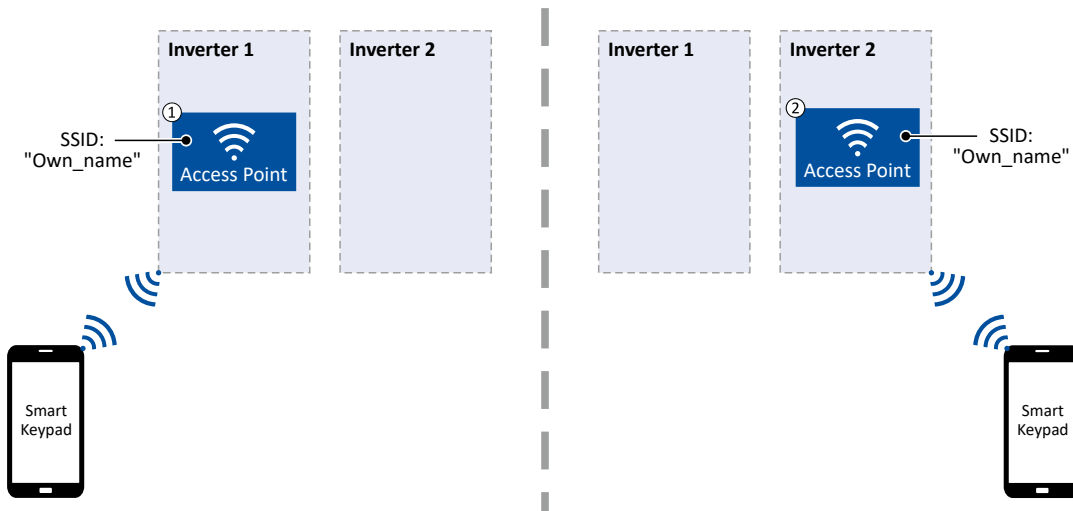 Inverter 1
Inverter 2
1
SSID:
"Own_name"
Access Point
Smart
Keypad
Inverter 1
Inverter 2
2
SSID:
"Own_name"
Access Point
Smart
Keypad